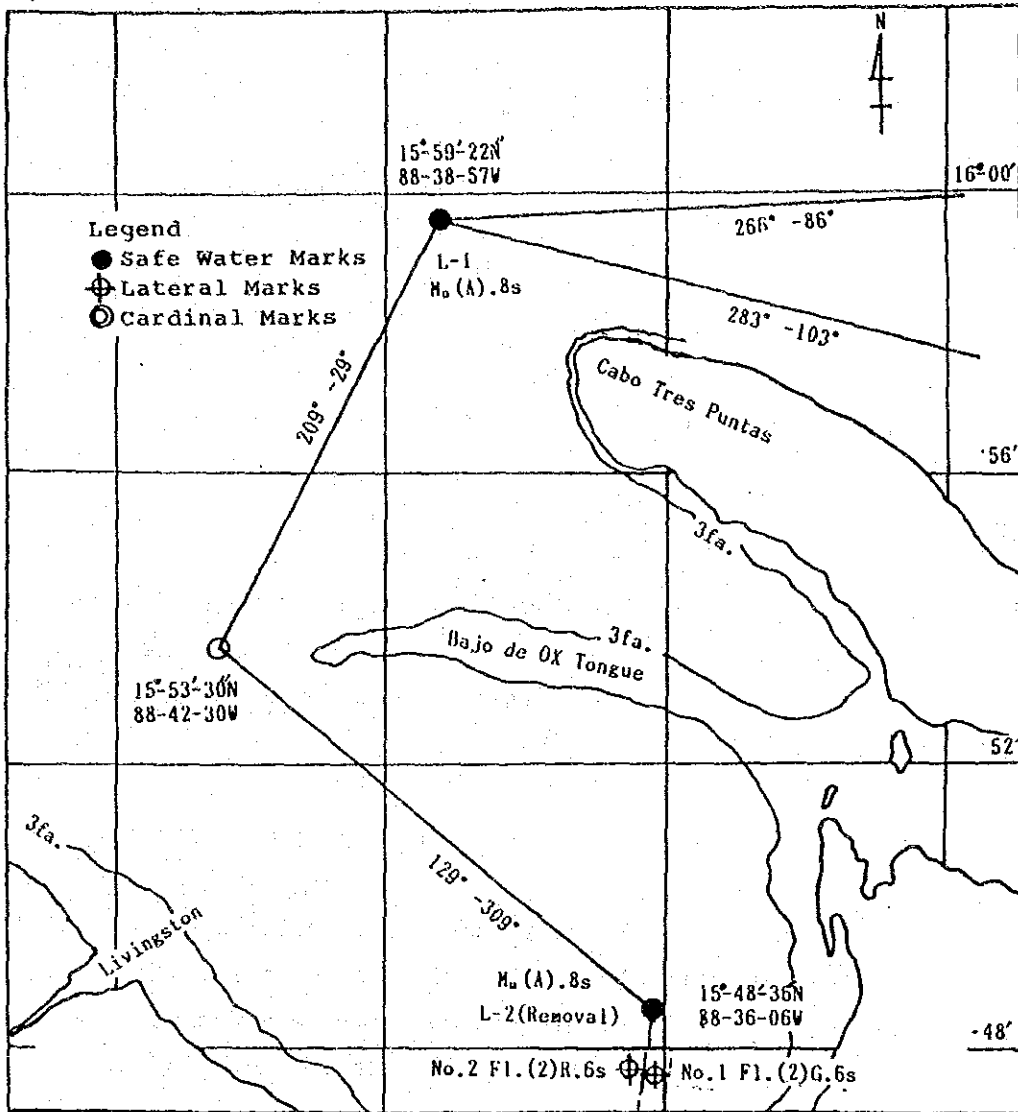 N
15°-59'-22"N
88-38-57W
16°00'
Legend
Safe Water Marks
Lateral Marks
Cardinal Marks
L-1
Mo(A).8s
266° -86°
283° -103°
209° -29°
Cabo Tres Puntas
56'
3fa.
3fa.
Bajo de OX Tongue
15°-53'-30"N
88-42-30W
52'
3fa.
129° -309°
Livingston
Mo(A).8s
L-2(Removal)
15°-48'-36N
88-36-06W
-48'
No.2 Fl.(2)R.6s
No.1 Fl.(2)G.6s